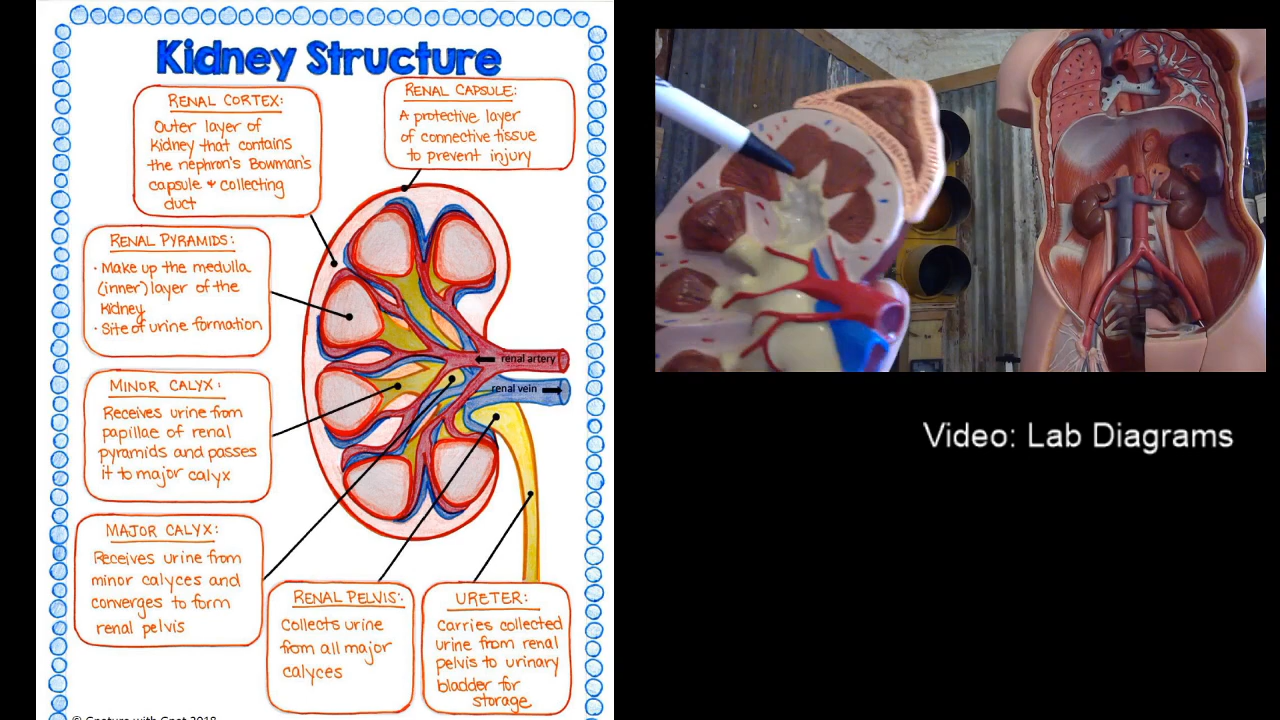 Kidney Structure
RENAL CORTEX:
Outer layer of
kidney that contains
the nephron's Bowman's
capsule + collecting
duct
RENAL CAPSULE:
A protective layer
of connective tissue
to prevent injury
RENAL PYRAMIDS:
· Make up the medulla
(inner) layer of the
kidney
· Site of urine formation
renal artery
renal vein
MINOR CALYX:
Receives urine from
papillae of renal
pyramids and passes
it to major calyx
MAJOR CALYX:
Receives urine from
minor calyces and
converges to form
renal pelvis
RENAL PELVIS:
Collects urine
from all major
calyces
URETER:
Carries collected
urine from renal
pelvis to urinary
bladder for
storage
Video: Lab Diagrams